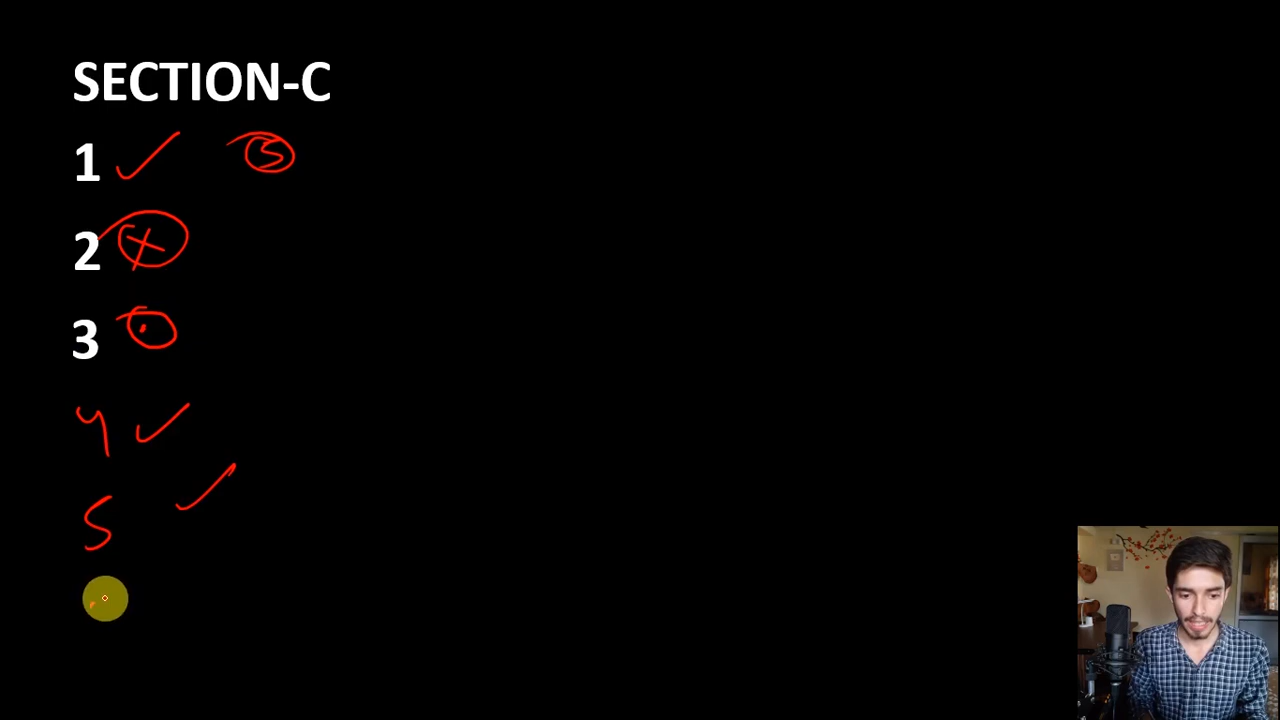 SECTION-C
1 ✓ 5
2 ×
3 .
4 ✓
5 ✓